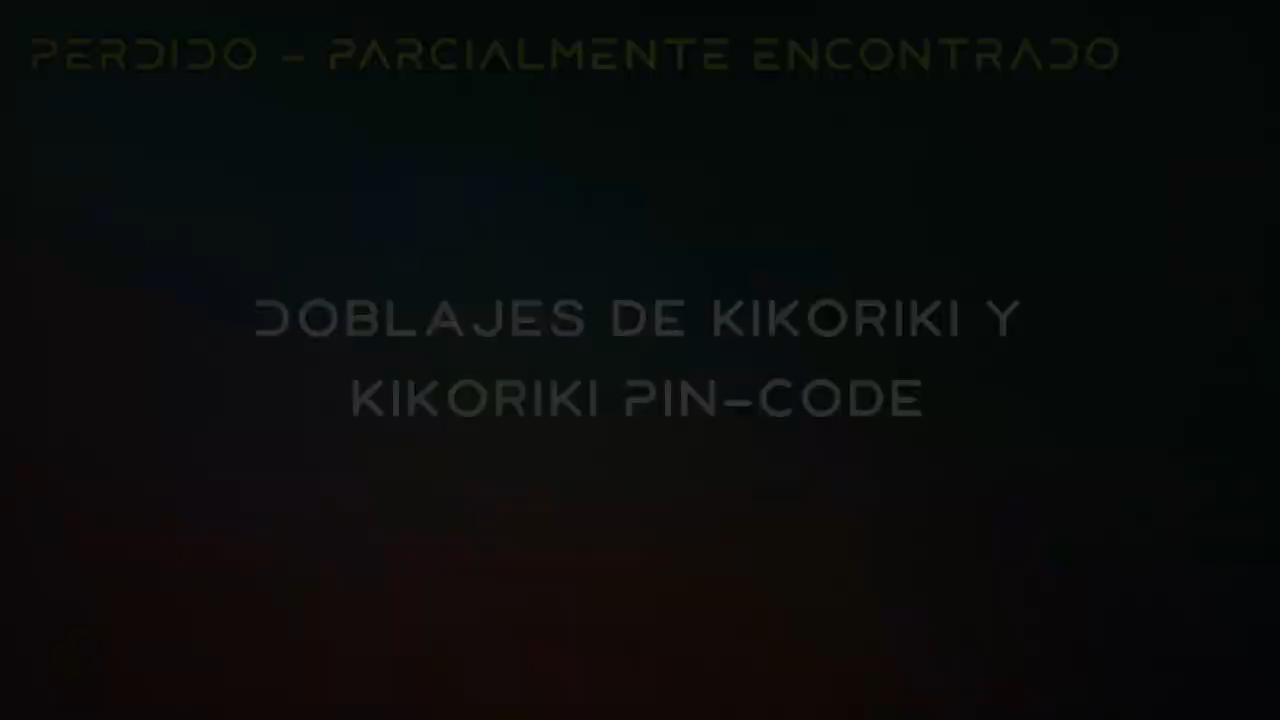 PERDIDO - PARCIALMENTE ENCONTRADO
DOBLAJES DE KIKORIKI Y
KIKORIKI PIN-CODE